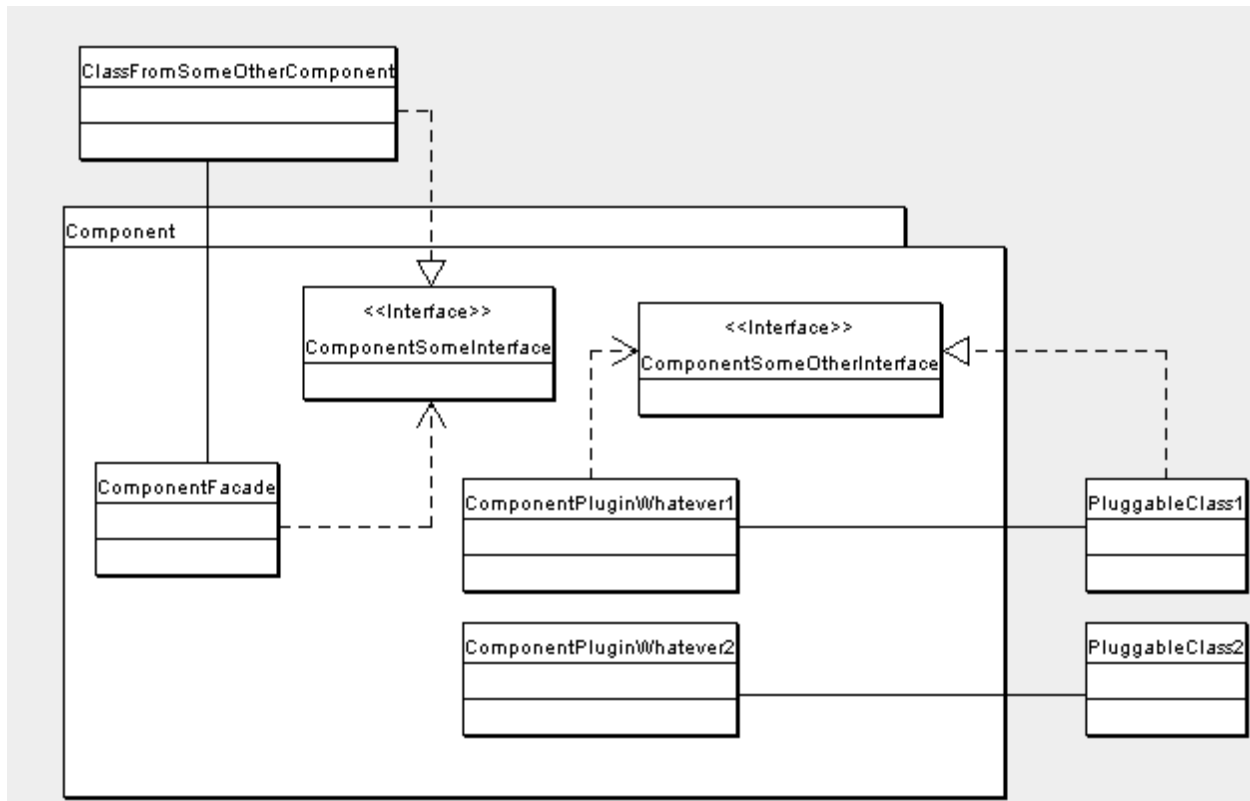 ClassFromSomeOtherComponent
Component
<<Interface>>
ComponentSomeInterface
<<Interface>>
ComponentSomeOtherInterface
ComponentFacade
ComponentPluginWhatever1
PluggableClass1
ComponentPluginWhatever2
PluggableClass2